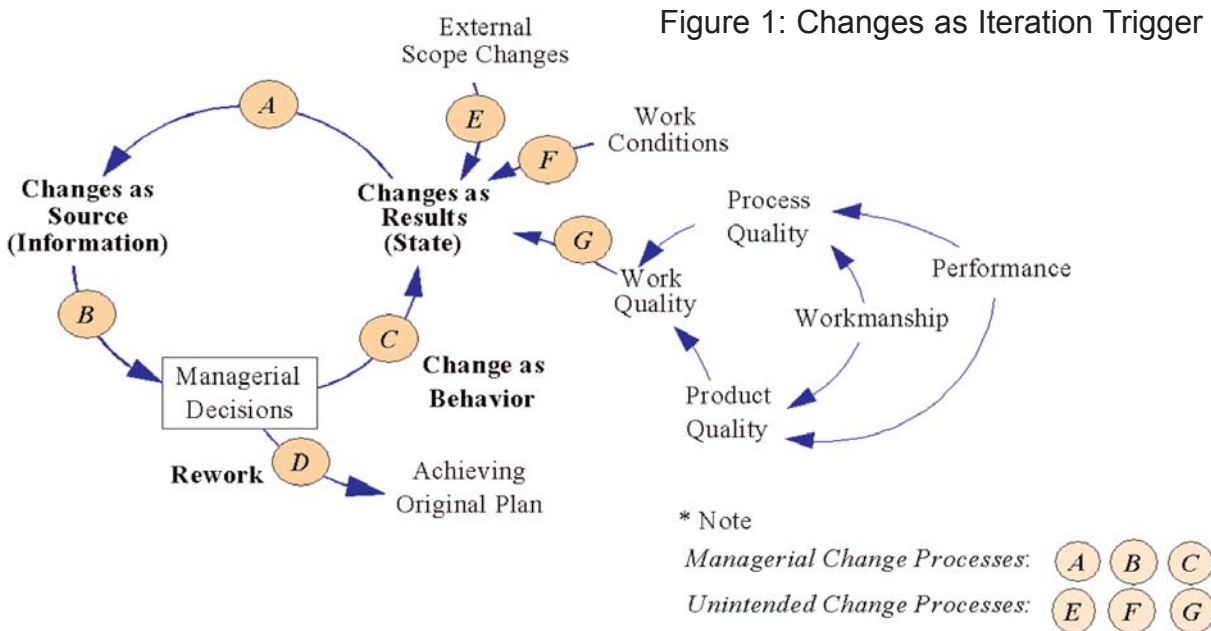 Figure 1: Changes as Iteration Trigger
External
Scope Changes
A
E
Work
Conditions
F
Changes as
Source
(Information)
Changes as
Results
(State)
G
Process
Quality
Performance
Work
Quality
Workmanship
B
C
Change as
Behavior
Managerial
Decisions
Product
Quality
Rework
D
Achieving
Original Plan
* Note
Managerial Change Processes: A B C
Unintended Change Processes: E F G